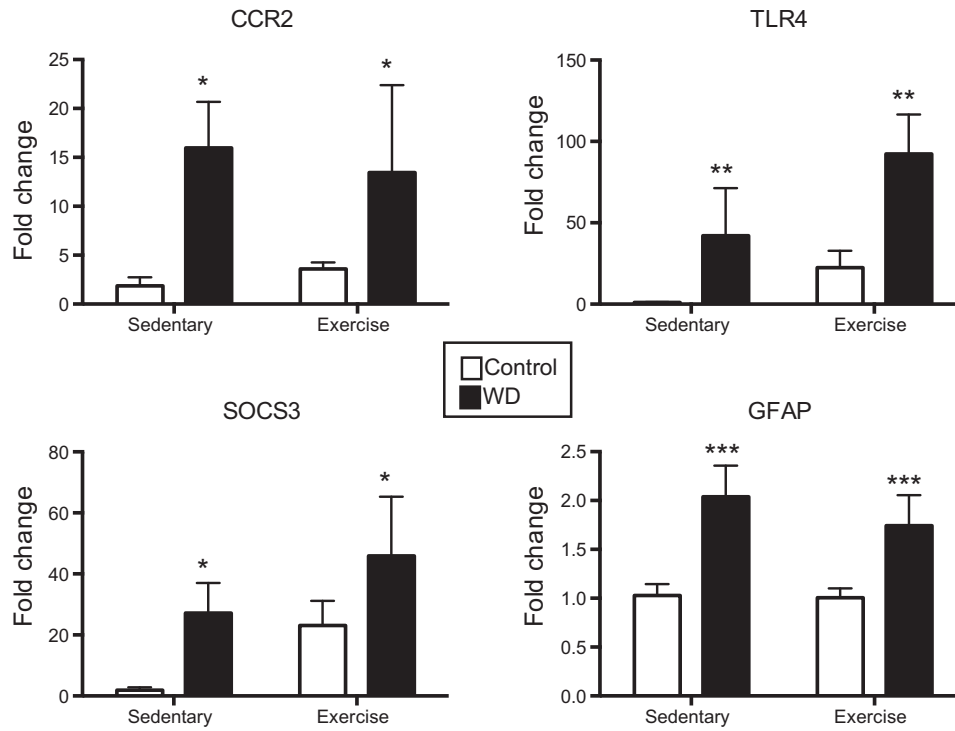 CCR2
Fold change
25
20
15
10
5
0
*
*
Sedentary
Exercise
TLR4
Fold change
150
100
50
0
**
**
Sedentary
Exercise
Control
WD
SOCS3
Fold change
80
60
40
20
0
*
*
Sedentary
Exercise
GFAP
Fold change
2.5
2.0
1.5
1.0
0.5
0.0
***
***
Sedentary
Exercise